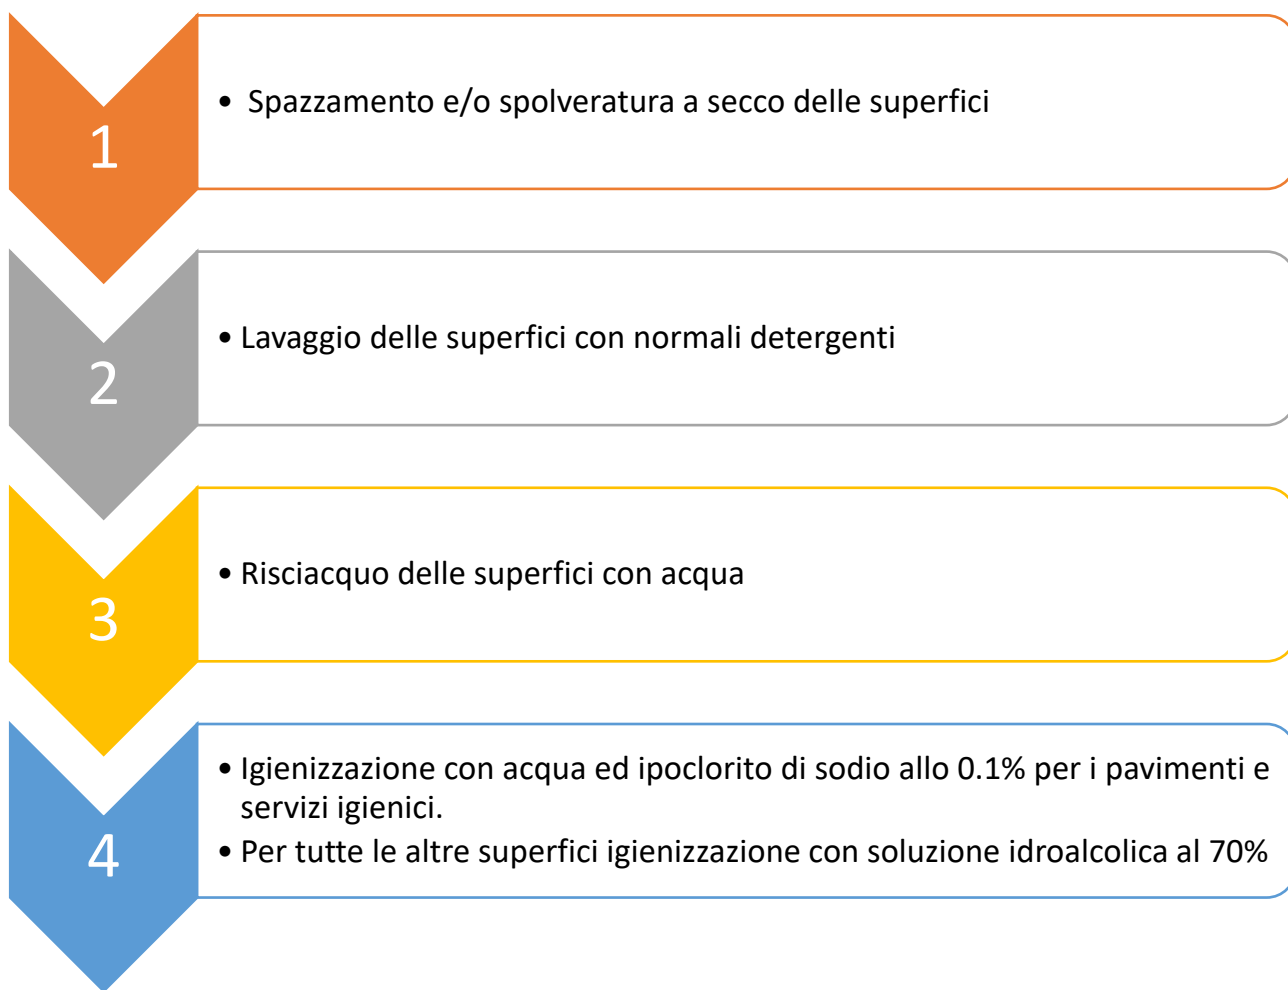 1
• Spazzamento e/o spolveratura a secco delle superfici
2
• Lavaggio delle superfici con normali detergenti
3
• Risciacquo delle superfici con acqua
4
• Igienizzazione con acqua ed ipoclorito di sodio allo 0.1% per i pavimenti e
servizi igienici.
• Per tutte le altre superfici igienizzazione con soluzione idroalcolica al 70%